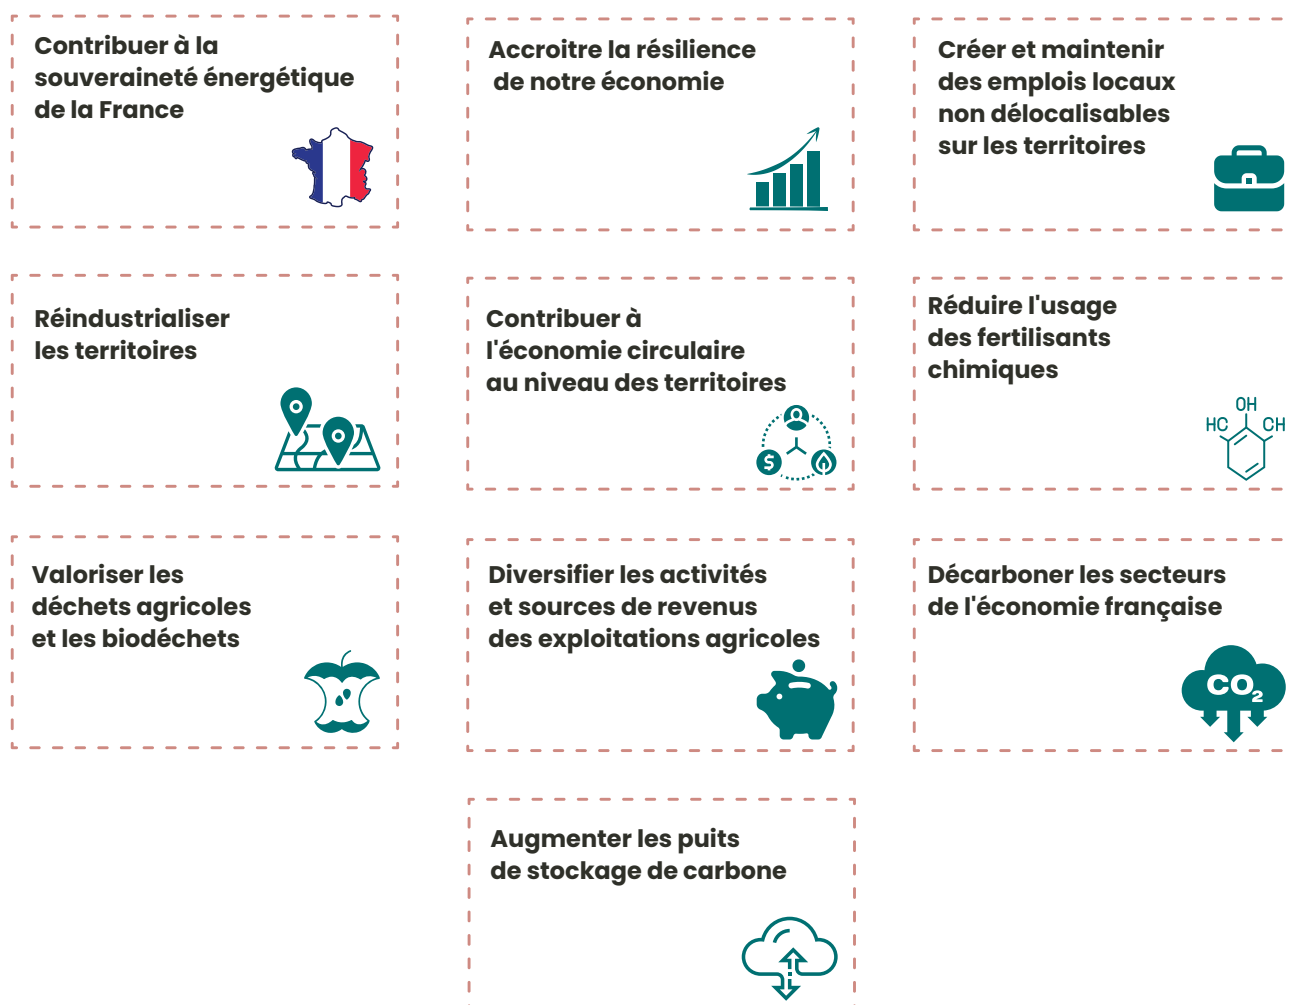 Contribuer à la
souveraineté énergétique
de la France
Accroitre la résilience
de notre économie
Créer et maintenir
des emplois locaux
non délocalisables
sur les territoires
Réindustrialiser
les territoires
Contribuer à
l'économie circulaire
au niveau des territoires
$
Réduire l'usage
des fertilisants
chimiques
OH
HC CH
Valoriser les
déchets agricoles
et les biodéchets
Diversifier les activités
et sources de revenus
des exploitations agricoles
Décarboner les secteurs
de l'économie française
CO₂
Augmenter les puits
de stockage de carbone